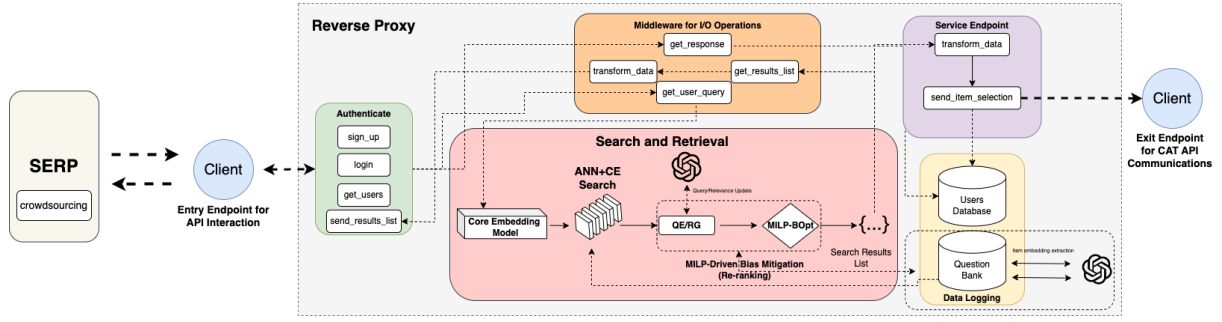 Reverse Proxy
Middleware for I/O Operations
get_response
transform_data
get_results_list
get_user_query
Service Endpoint
transform_data
send_item_selection
Client
Exit Endpoint
for CAT API
Communications
SERP
crowdsourcing
Client
Entry Endpoint for
API Interaction
Authenticate
sign_up
login
get_users
send_results_list
Search and Retrieval
ANN+CE
Search
Query/Relevance Update
Core Embedding
Model
QE/RG
MILP-BOpt
{...}
Search Results
List
MILP-Driven Bias Mitigation
(Re-ranking)
Users
Database
Question
Bank
Item embedding extraction
Data Logging